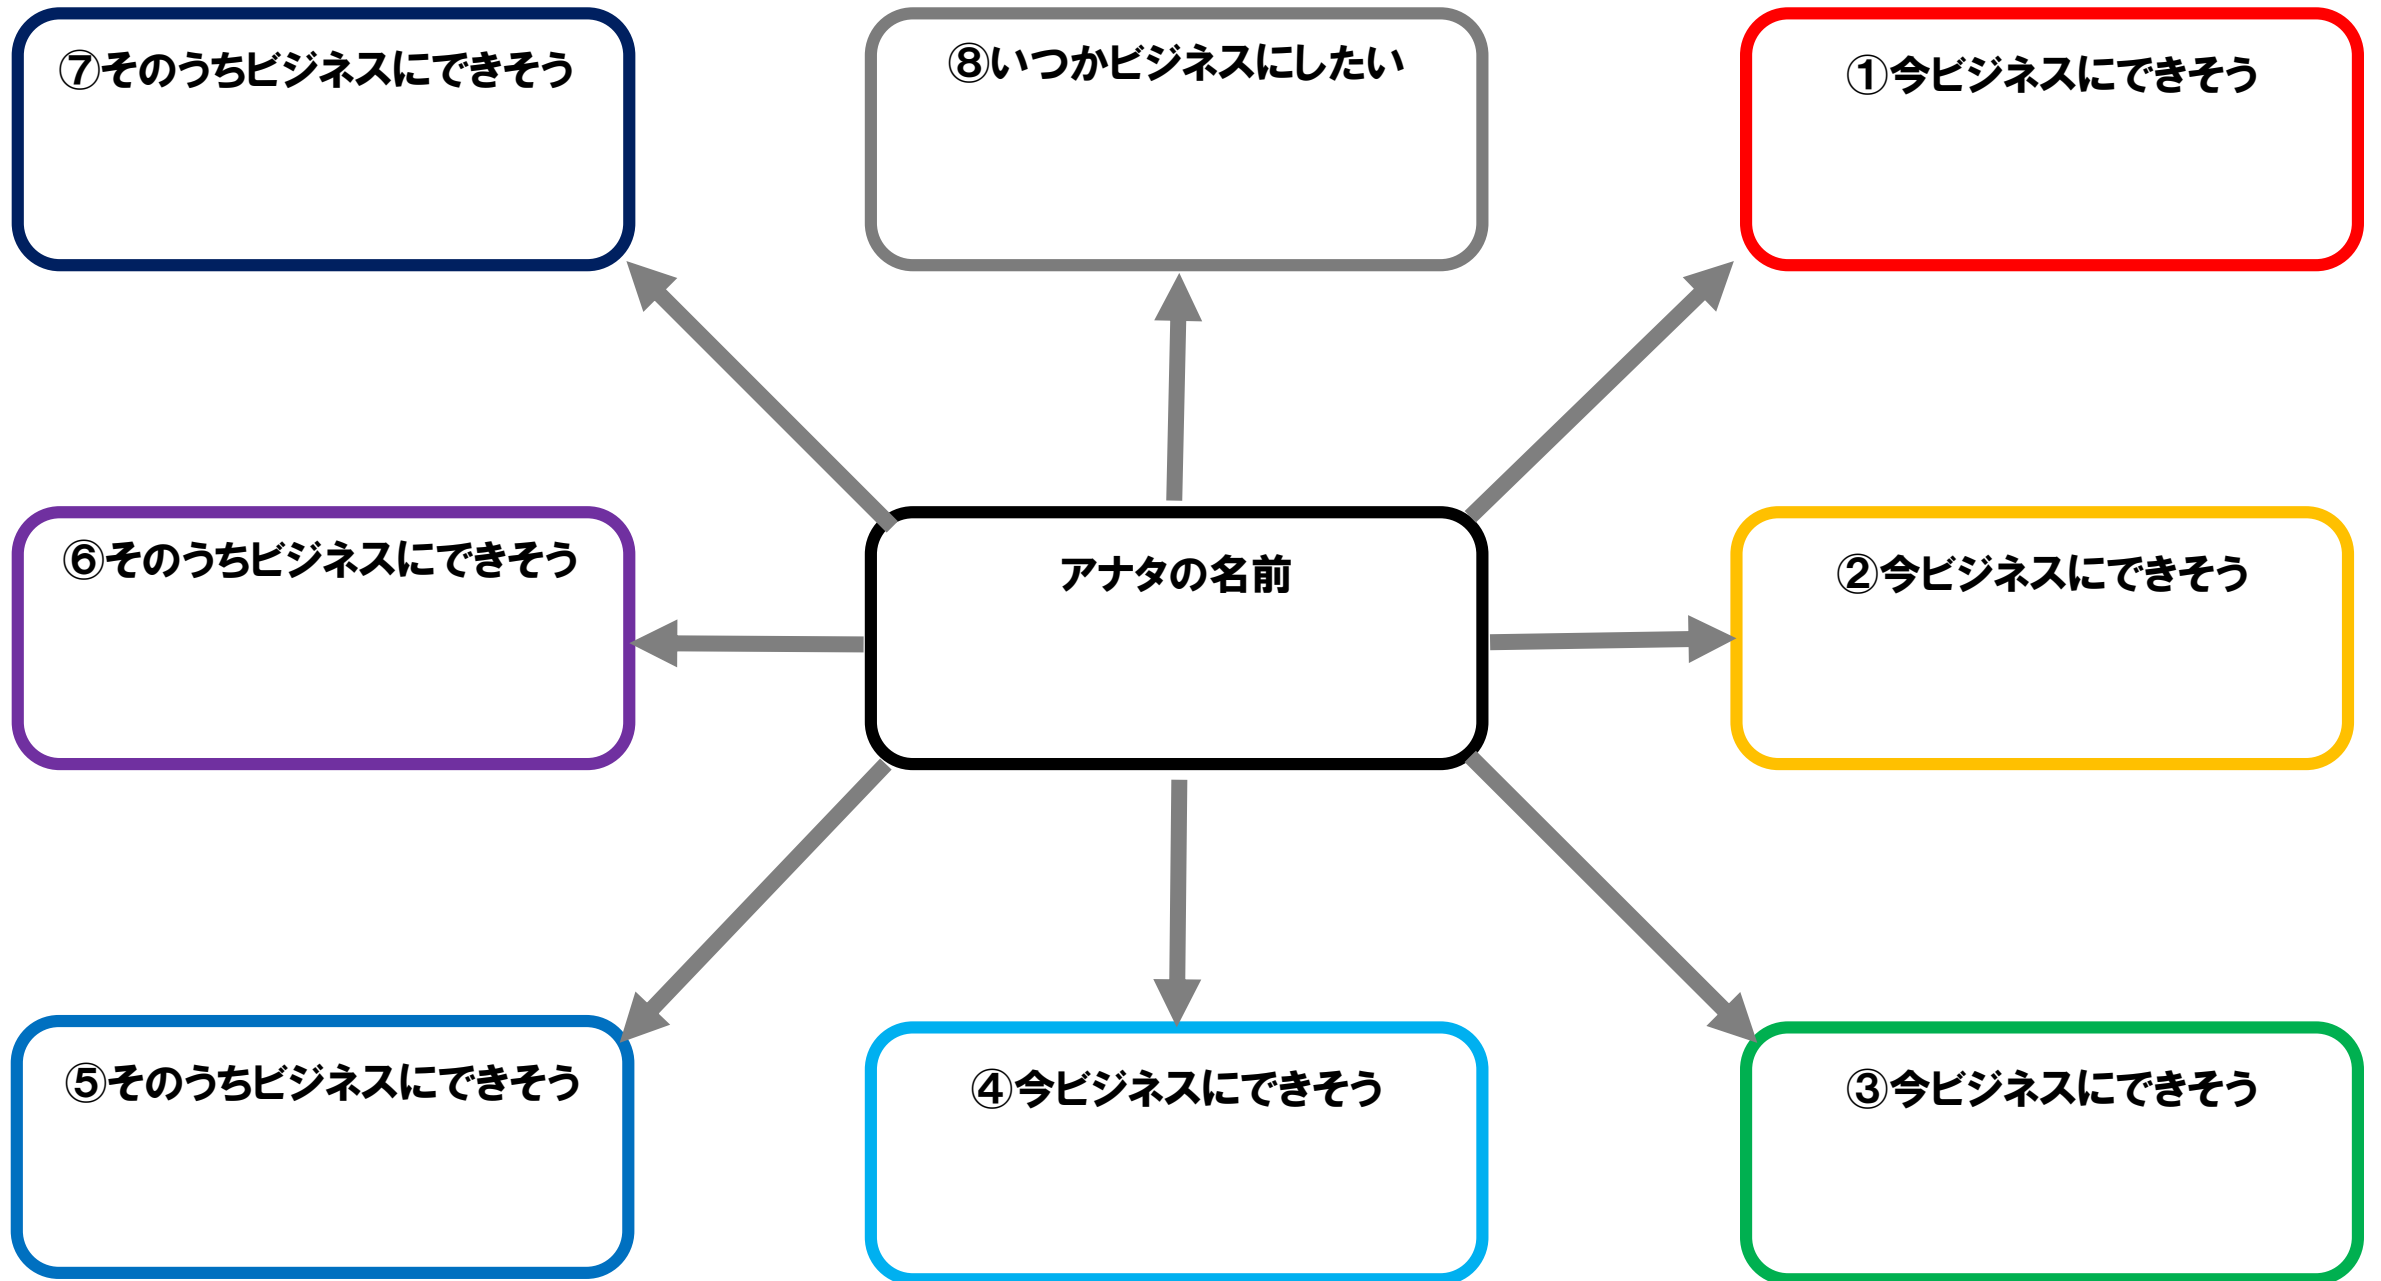 ⑦そのうちビジネスにできそう
⑧いつかビジネスにしたい
①今ビジネスにできそう
⑥そのうちビジネスにできそう
アナタの名前
②今ビジネスにできそう
⑤そのうちビジネスにできそう
④今ビジネスにできそう
③今ビジネスにできそう